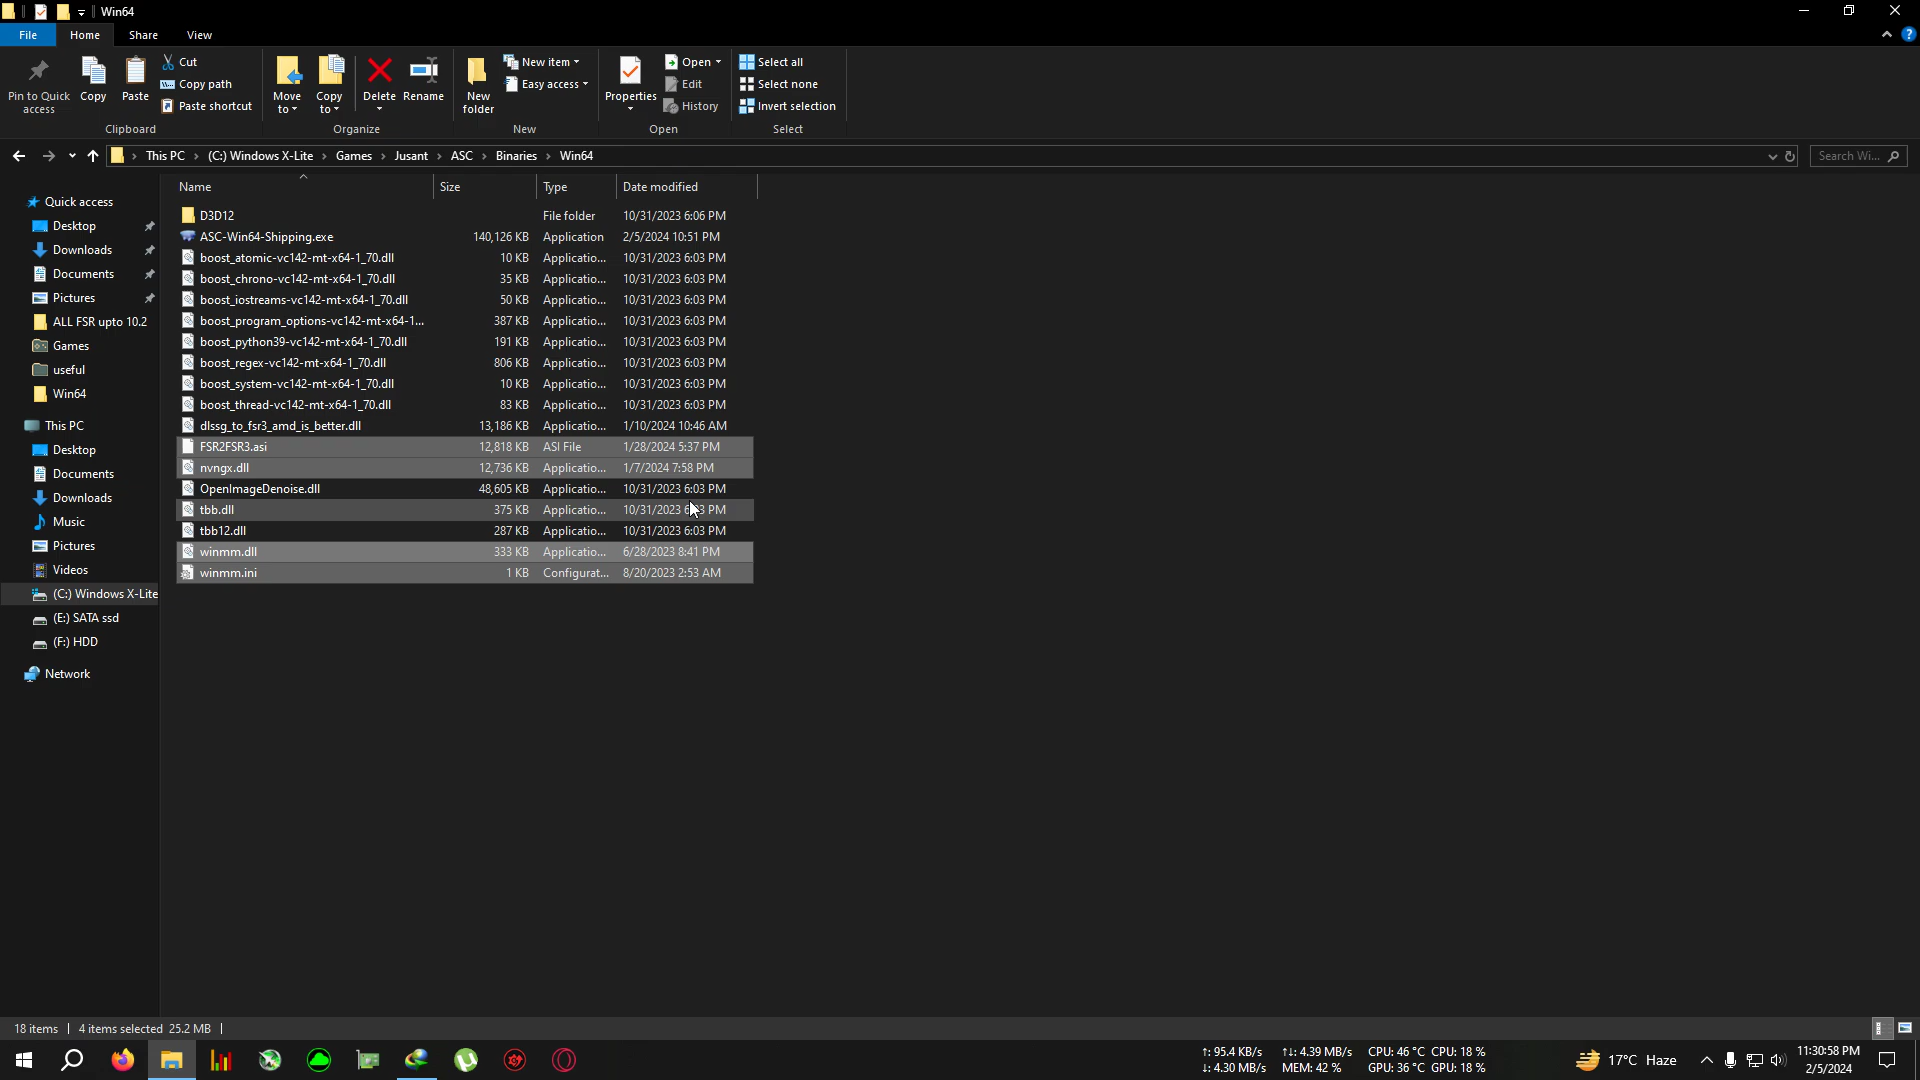 Win64
File Home Share View
Pin to Quick access
Copy
Paste
Cut
Copy path
Paste shortcut
Clipboard
Move to
Copy to
Delete
Rename
Organize
New folder
New item
Easy access
New
Properties
Open
Edit
History
Open
Select all
Select none
Invert selection
Select
This PC › (C:) Windows X-Lite › Games › Jusant › ASC › Binaries › Win64
Search Wi...
Name Size Type Date modified
D3D12 File folder 10/31/2023 6:06 PM
ASC-Win64-Shipping.exe 140,126 KB Application 2/5/2024 10:51 PM
boost_atomic-vc142-mt-x64-1_70.dll 10 KB Applicatio... 10/31/2023 6:03 PM
boost_chrono-vc142-mt-x64-1_70.dll 35 KB Applicatio... 10/31/2023 6:03 PM
boost_iostreams-vc142-mt-x64-1_70.dll 50 KB Applicatio... 10/31/2023 6:03 PM
boost_program_options-vc142-mt-x64-1... 387 KB Applicatio... 10/31/2023 6:03 PM
boost_python39-vc142-mt-x64-1_70.dll 191 KB Applicatio... 10/31/2023 6:03 PM
boost_regex-vc142-mt-x64-1_70.dll 806 KB Applicatio... 10/31/2023 6:03 PM
boost_system-vc142-mt-x64-1_70.dll 10 KB Applicatio... 10/31/2023 6:03 PM
boost_thread-vc142-mt-x64-1_70.dll 83 KB Applicatio... 10/31/2023 6:03 PM
dlssg_to_fsr3_amd_is_better.dll 13,186 KB Applicatio... 1/10/2024 10:46 AM
FSR2FSR3.asi 12,818 KB ASI File 1/28/2024 5:37 PM
nvngx.dll 12,736 KB Applicatio... 1/7/2024 7:58 PM
OpenImageDenoise.dll 48,605 KB Applicatio... 10/31/2023 6:03 PM
tbb.dll 375 KB Applicatio... 10/31/2023 PM
tbb12.dll 287 KB Applicatio... 10/31/2023 6:03 PM
winmm.dll 333 KB Applicatio... 6/28/2023 8:41 PM
winmm.ini 1 KB Configurat... 8/20/2023 2:53 AM
Quick access
Desktop
Downloads
Documents
Pictures
ALL FSR upto 10.2
Games
useful
Win64
This PC
Desktop
Documents
Downloads
Music
Pictures
Videos
(C:) Windows X-Lite
(E:) SATA ssd
(F:) HDD
Network
18 items 4 items selected 25.2 MB
↑: 95.4 KB/s ↑↓: 4.39 MB/s CPU: 46 °C CPU: 18 %
↓: 4.30 MB/s MEM: 42 % GPU: 36 °C GPU: 18 %
17°C Haze
11:30:58 PM
2/5/2024